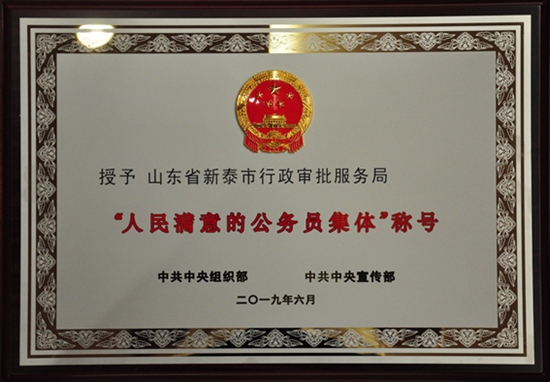 授予 山东省新泰市行政审批服务局
“人民满意的公务员集体”称号
中共中央组织部 中共中央宣传部
二〇一九年六月